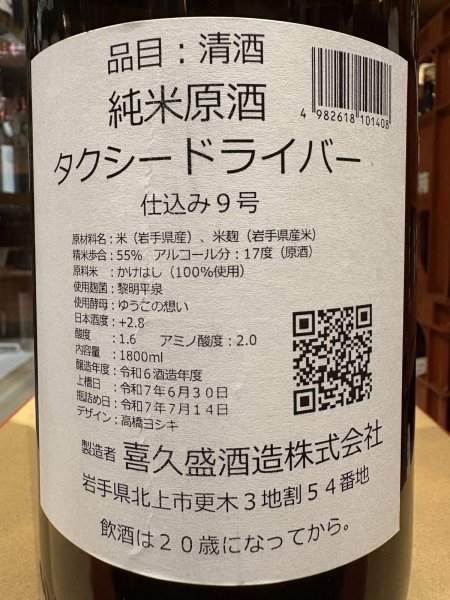 品目：清酒
純米原酒
4 982618 101408
タクシードライバー
仕込み９号
原材料名：米（岩手県産）、米麹（岩手県産米）
精米歩合：55%　アルコール分：17度（原酒）
原料米　：かけはし（100%使用）
使用麹菌：黎明平泉
使用酵母：ゆうこの想い
日本酒度：+2.8
酸度　　：1.6　アミノ酸度：2.0
内容量　：1800ml
醸造年度：令和６酒造年度
上槽日　：令和７年６月３０日
瓶詰め日：令和７年７月１４日
デザイン：高橋ヨシキ
製造者 喜久盛酒造株式会社
岩手県北上市更木３地割５４番地
飲酒は２０歳になってから。